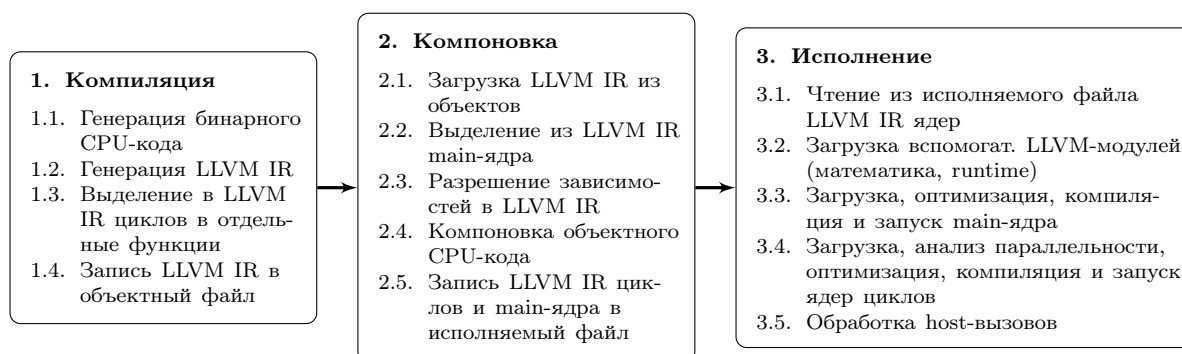 1. Компиляция
1.1. Генерация бинарного
CPU-кода
1.2. Генерация LLVM IR
1.3. Выделение в LLVM
IR циклов в отдель-
ные функции
1.4. Запись LLVM IR в
объектный файл
2. Компоновка
2.1. Загрузка LLVM IR из
объектов
2.2. Выделение из LLVM IR
main-ядра
2.3. Разрешение зависимо-
стей в LLVM IR
2.4. Компоновка объектного
CPU-кода
2.5. Запись LLVM IR цик-
лов и main-ядра в
исполняемый файл
3. Исполнение
3.1. Чтение из исполняемого файла
LLVM IR ядер
3.2. Загрузка вспомогат. LLVM-модулей
(математика, runtime)
3.3. Загрузка, оптимизация, компиля-
ция и запуск main-ядра
3.4. Загрузка, анализ параллельности,
оптимизация, компиляция и запуск
ядер циклов
3.5. Обработка host-вызовов